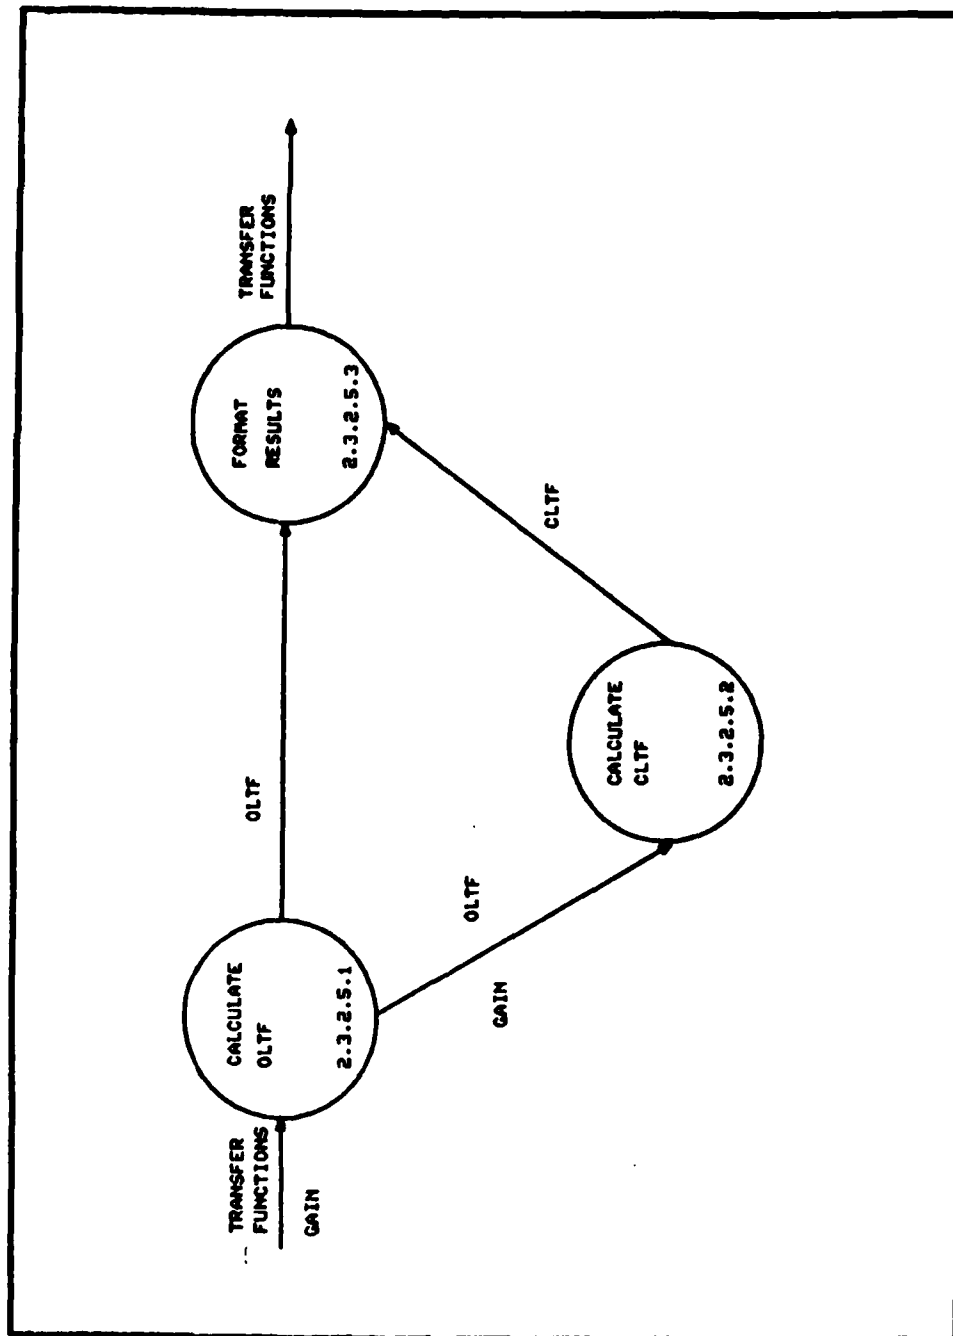 TRANSFER
FUNCTIONS
GAIN
CALCULATE
OLTF
2.3.2.5.1
OLTF
OLTF
GAIN
CALCULATE
CLTF
2.3.2.5.2
CLTF
FORMAT
RESULTS
2.3.2.5.3
TRANSFER
FUNCTIONS